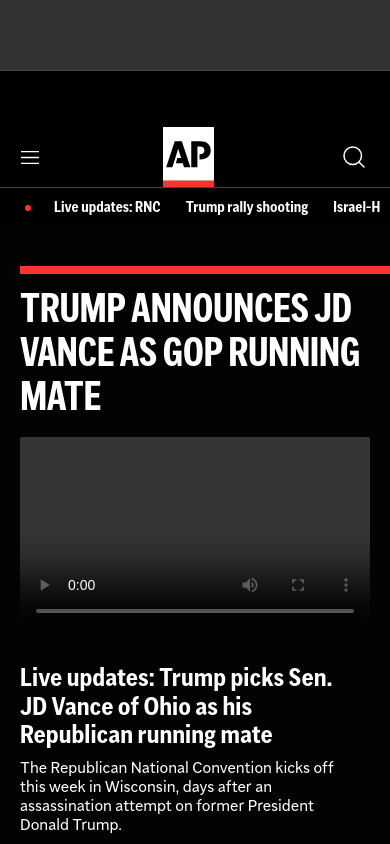 AP
Live updates: RNC Trump rally shooting Israel-H
TRUMP ANNOUNCES JD
VANCE AS GOP RUNNING
MATE
0:00
Live updates: Trump picks Sen.
JD Vance of Ohio as his
Republican running mate
The Republican National Convention kicks off
this week in Wisconsin, days after an
assassination attempt on former President
Donald Trump.